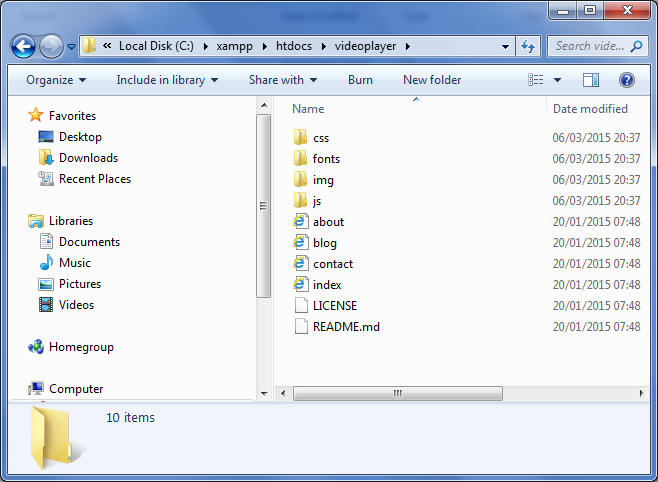 Local Disk (C:) xampp htdocs videoplayer Search vide...
Organize Include in library Share with Burn New folder
Name Date modified
Favorites
Desktop
Downloads
Recent Places
Libraries
Documents
Music
Pictures
Videos
Homegroup
Computer
css 06/03/2015 20:37
fonts 06/03/2015 20:37
img 06/03/2015 20:37
js 06/03/2015 20:37
about 20/01/2015 07:48
blog 20/01/2015 07:48
contact 20/01/2015 07:48
index 20/01/2015 07:48
LICENSE 20/01/2015 07:48
README.md 20/01/2015 07:48
10 items